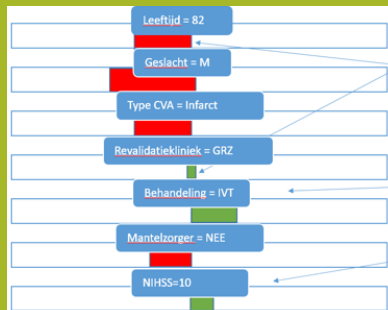 Leeftijd = 82
Geslacht = M
Type CVA = Infarct
Revalidatiekliniek = GRZ
Behandeling = IVT
Mantelzorger = NEE
NIHSS=10